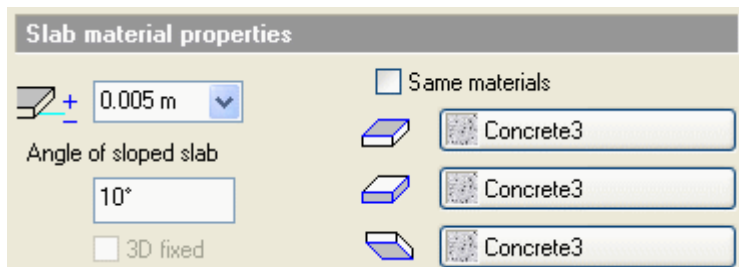 Slab material properties
0.005 m
Same materials
Concrete3
Angle of sloped slab
10°
Concrete3
3D fixed
Concrete3